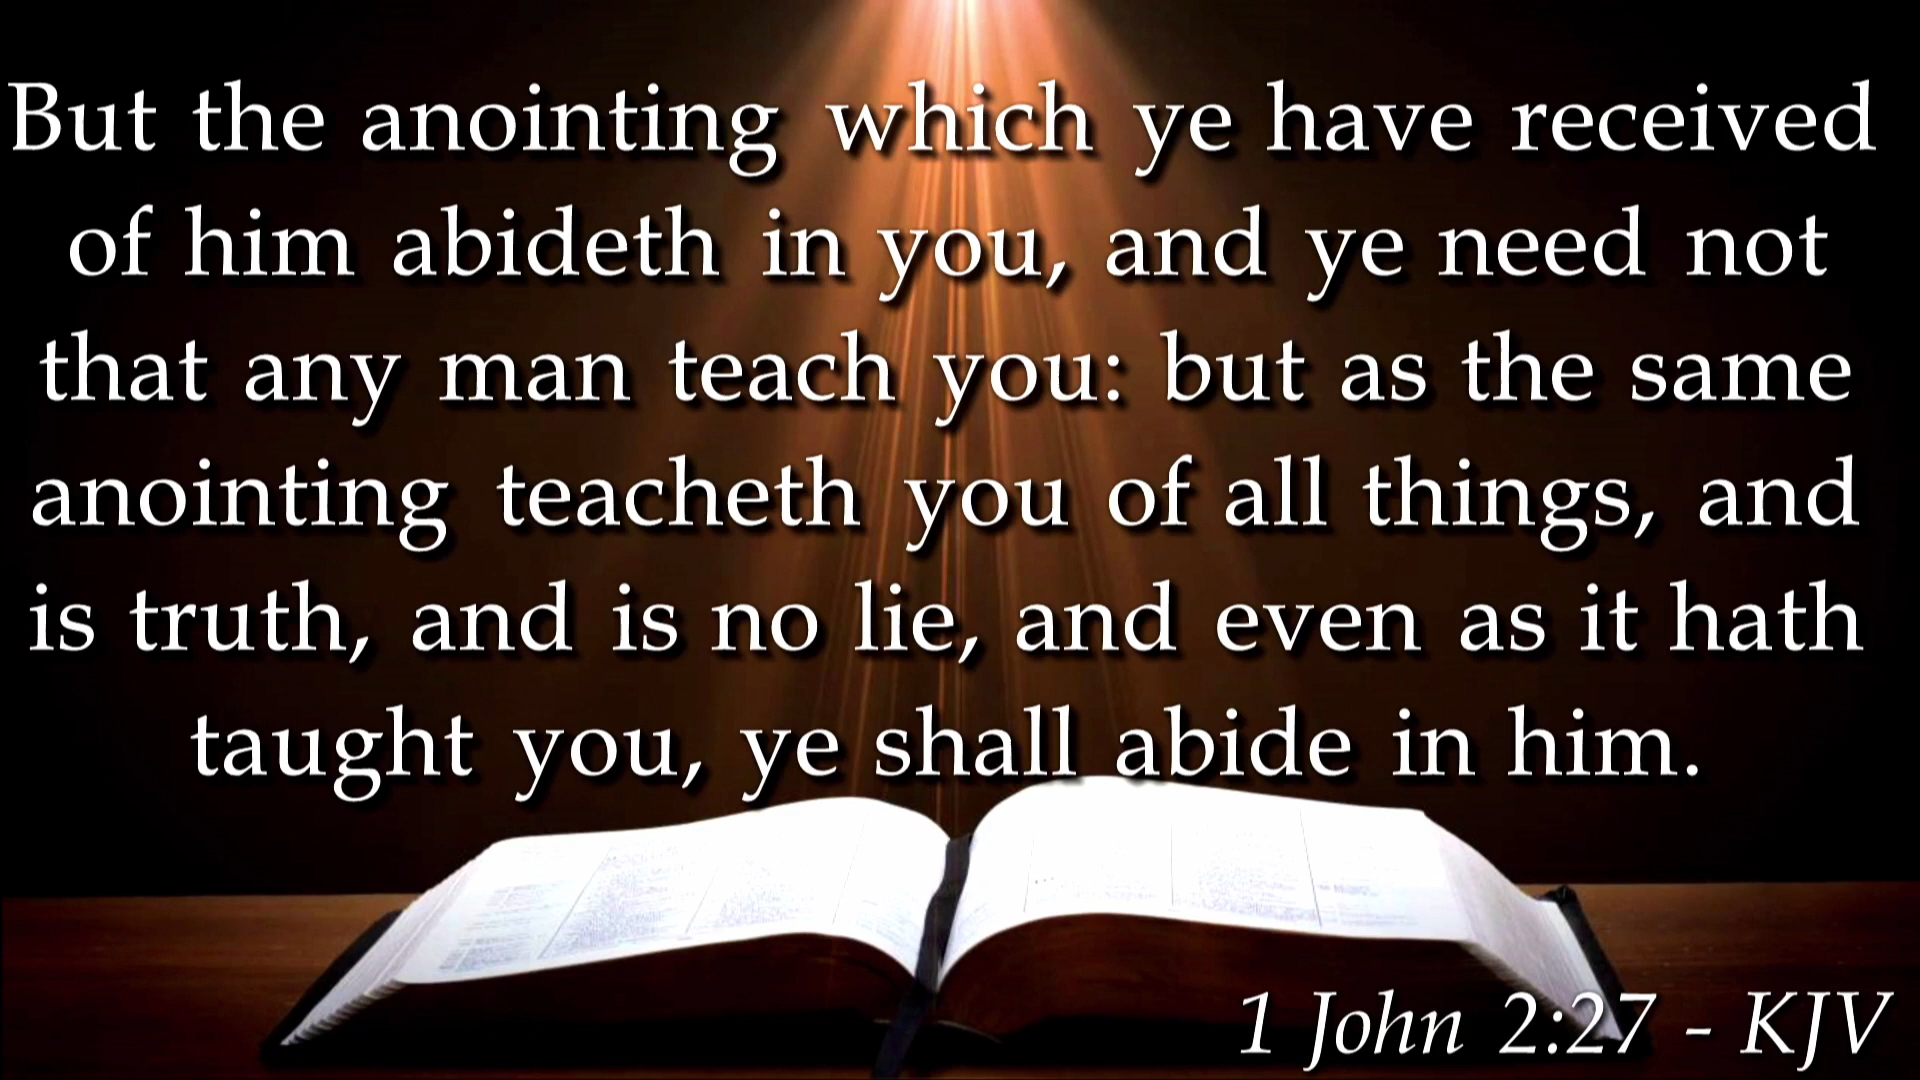 But the anointing which ye have received
of him abideth in you, and ye need not
that any man teach you: but as the same
anointing teacheth you of all things, and
is truth, and is no lie, and even as it hath
taught you, ye shall abide in him.
1 John 2:27 - KJV